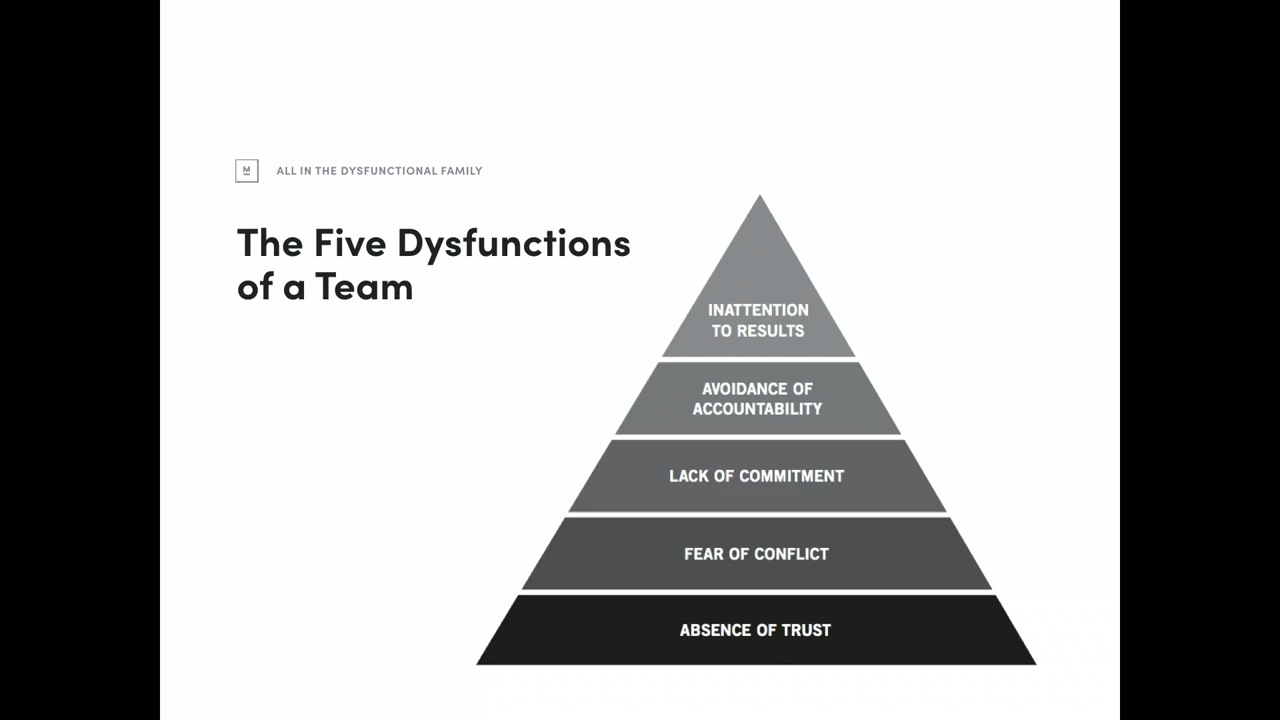 M
ALL IN THE DYSFUNCTIONAL FAMILY
The Five Dysfunctions
of a Team
INATTENTION
TO RESULTS
AVOIDANCE OF
ACCOUNTABILITY
LACK OF COMMITMENT
FEAR OF CONFLICT
ABSENCE OF TRUST